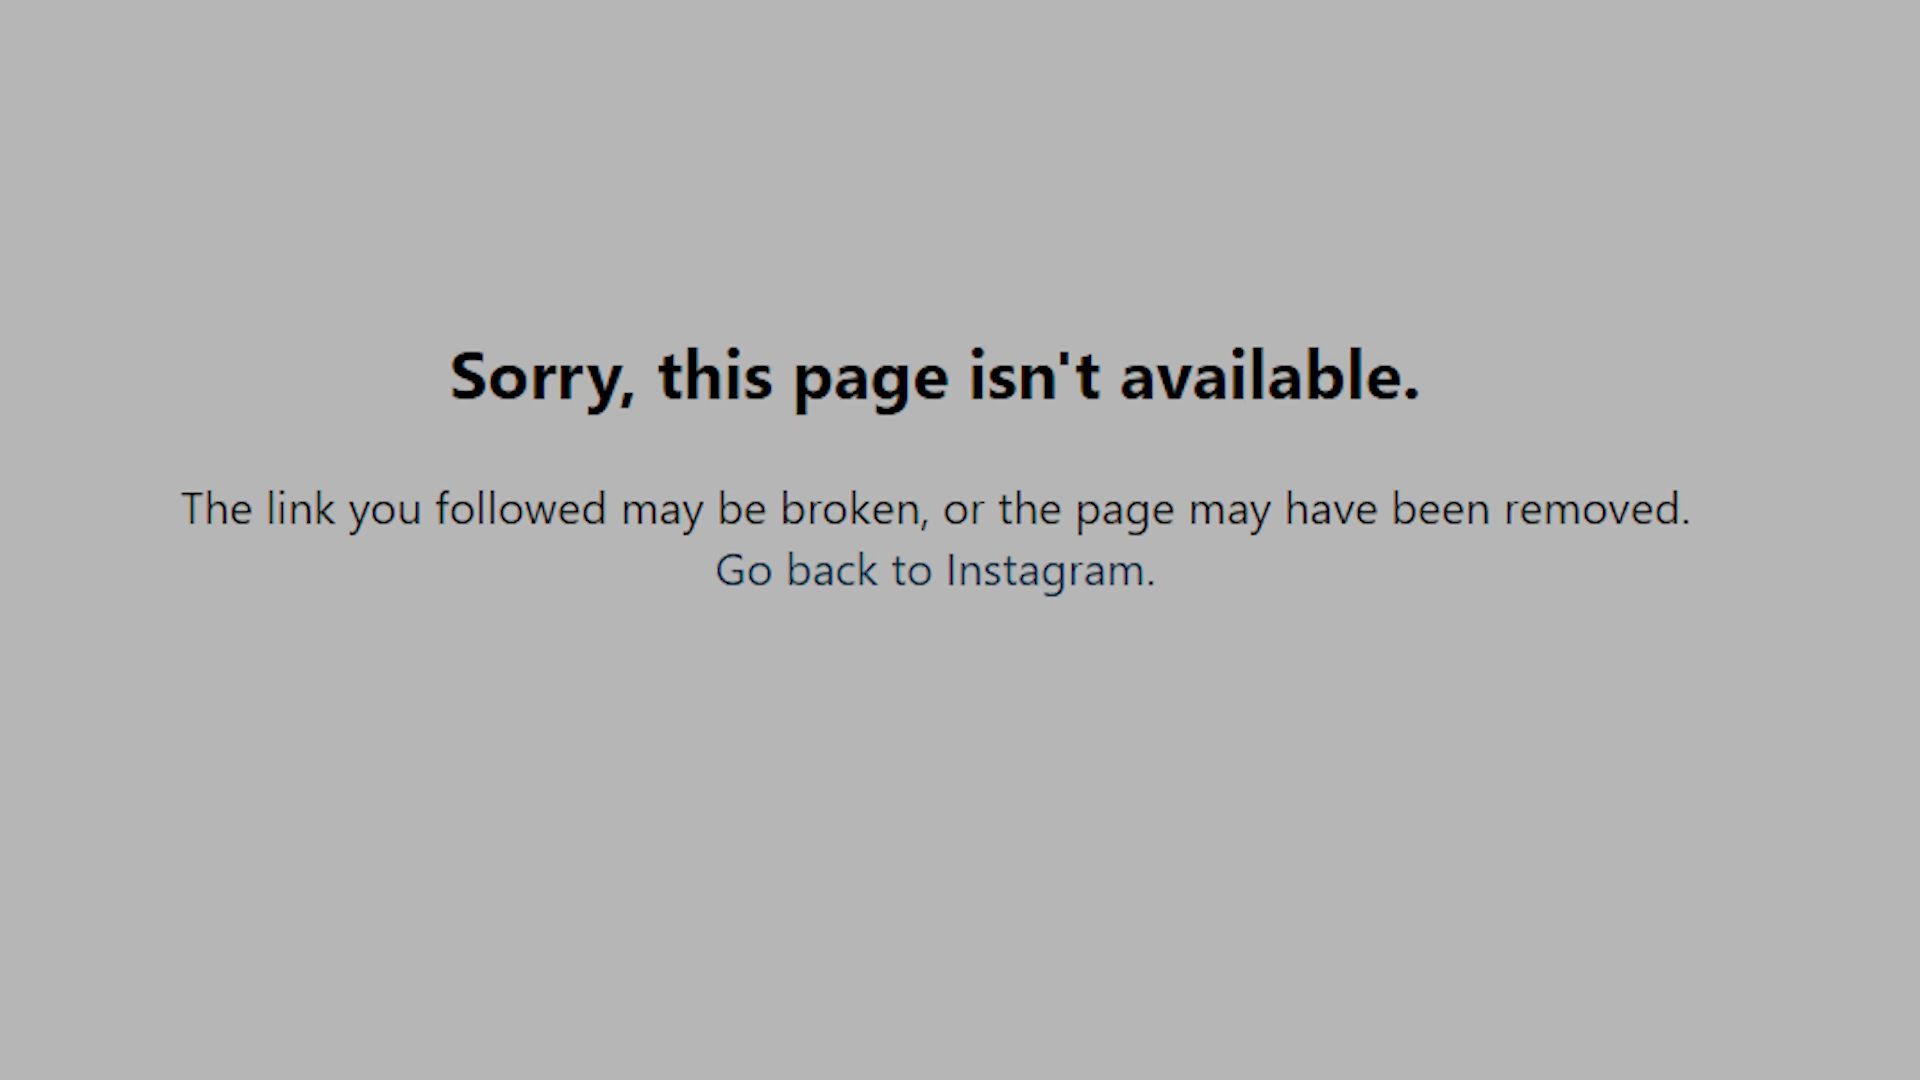 Sorry, this page isn't available.
The link you followed may be broken, or the page may have been removed.
Go back to Instagram.